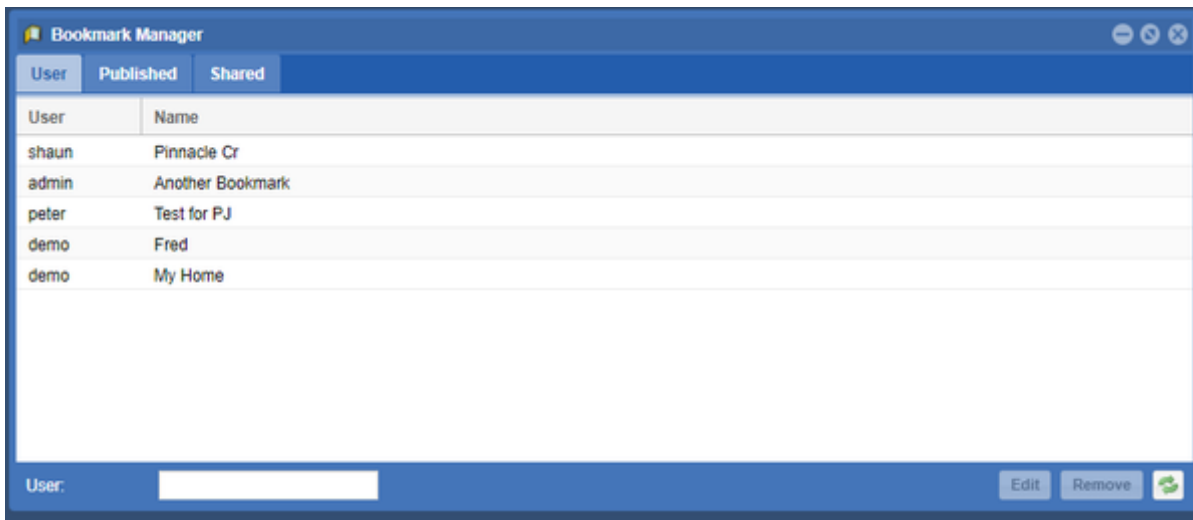 Bookmark Manager
User Published Shared
User Name
shaun Pinnacle Cr
admin Another Bookmark
peter Test for PJ
demo Fred
demo My Home
User: Edit Remove